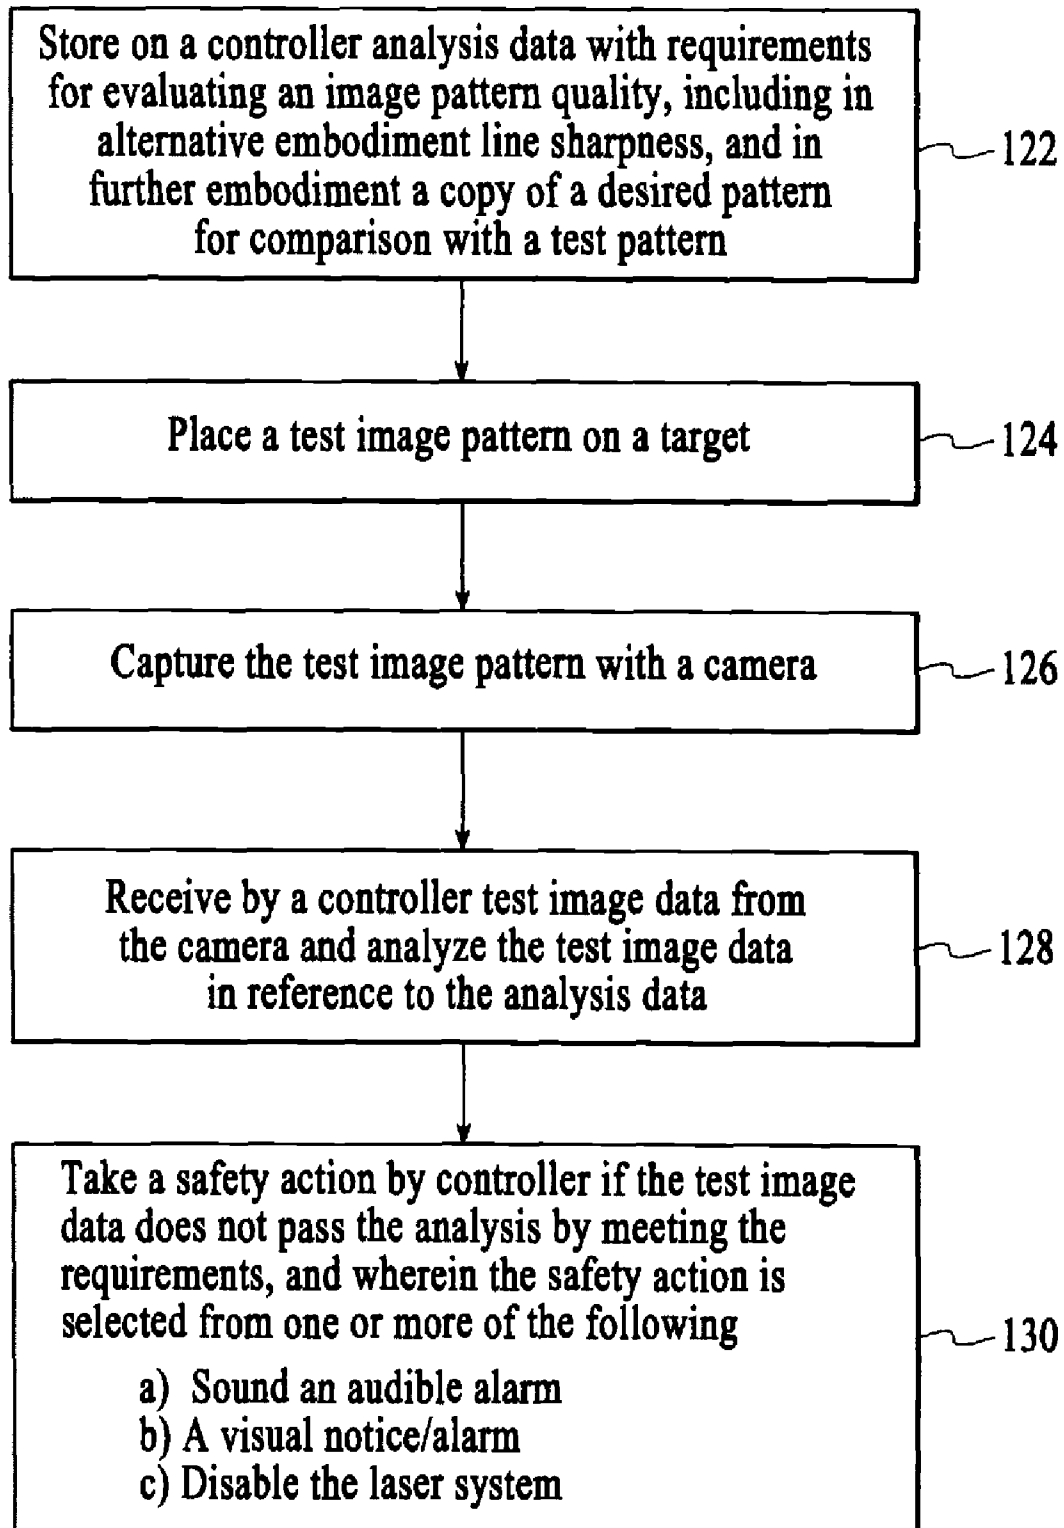 Store on a controller analysis data with requirements
for evaluating an image pattern quality, including in
alternative embodiment line sharpness, and in
further embodiment a copy of a desired pattern
for comparison with a test pattern
122
Place a test image pattern on a target
124
Capture the test image pattern with a camera
126
Receive by a controller test image data from
the camera and analyze the test image data
in reference to the analysis data
128
Take a safety action by controller if the test image
data does not pass the analysis by meeting the
requirements, and wherein the safety action is
selected from one or more of the following
130
a) Sound an audible alarm
b) A visual notice/alarm
c) Disable the laser system